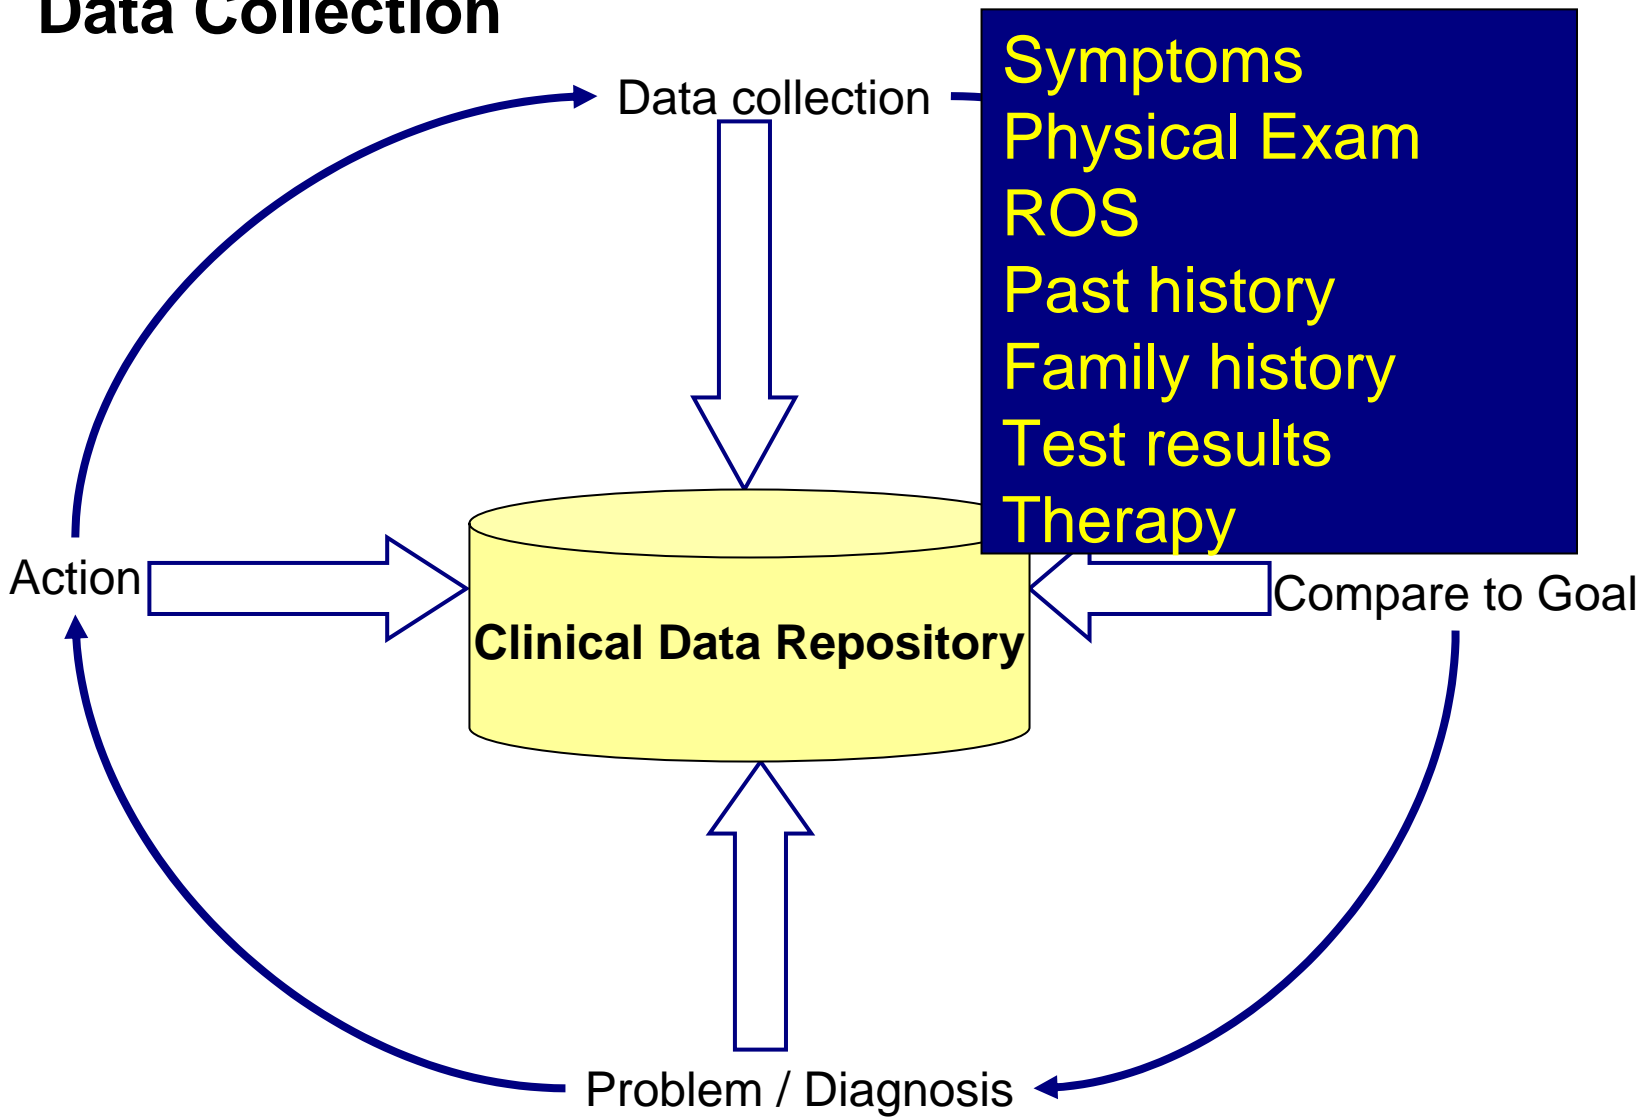 Data Collection
Data collection
Symptoms
Physical Exam
ROS
Past history
Family history
Test results
Therapy
Action
Compare to Goal
Clinical Data Repository
Problem / Diagnosis